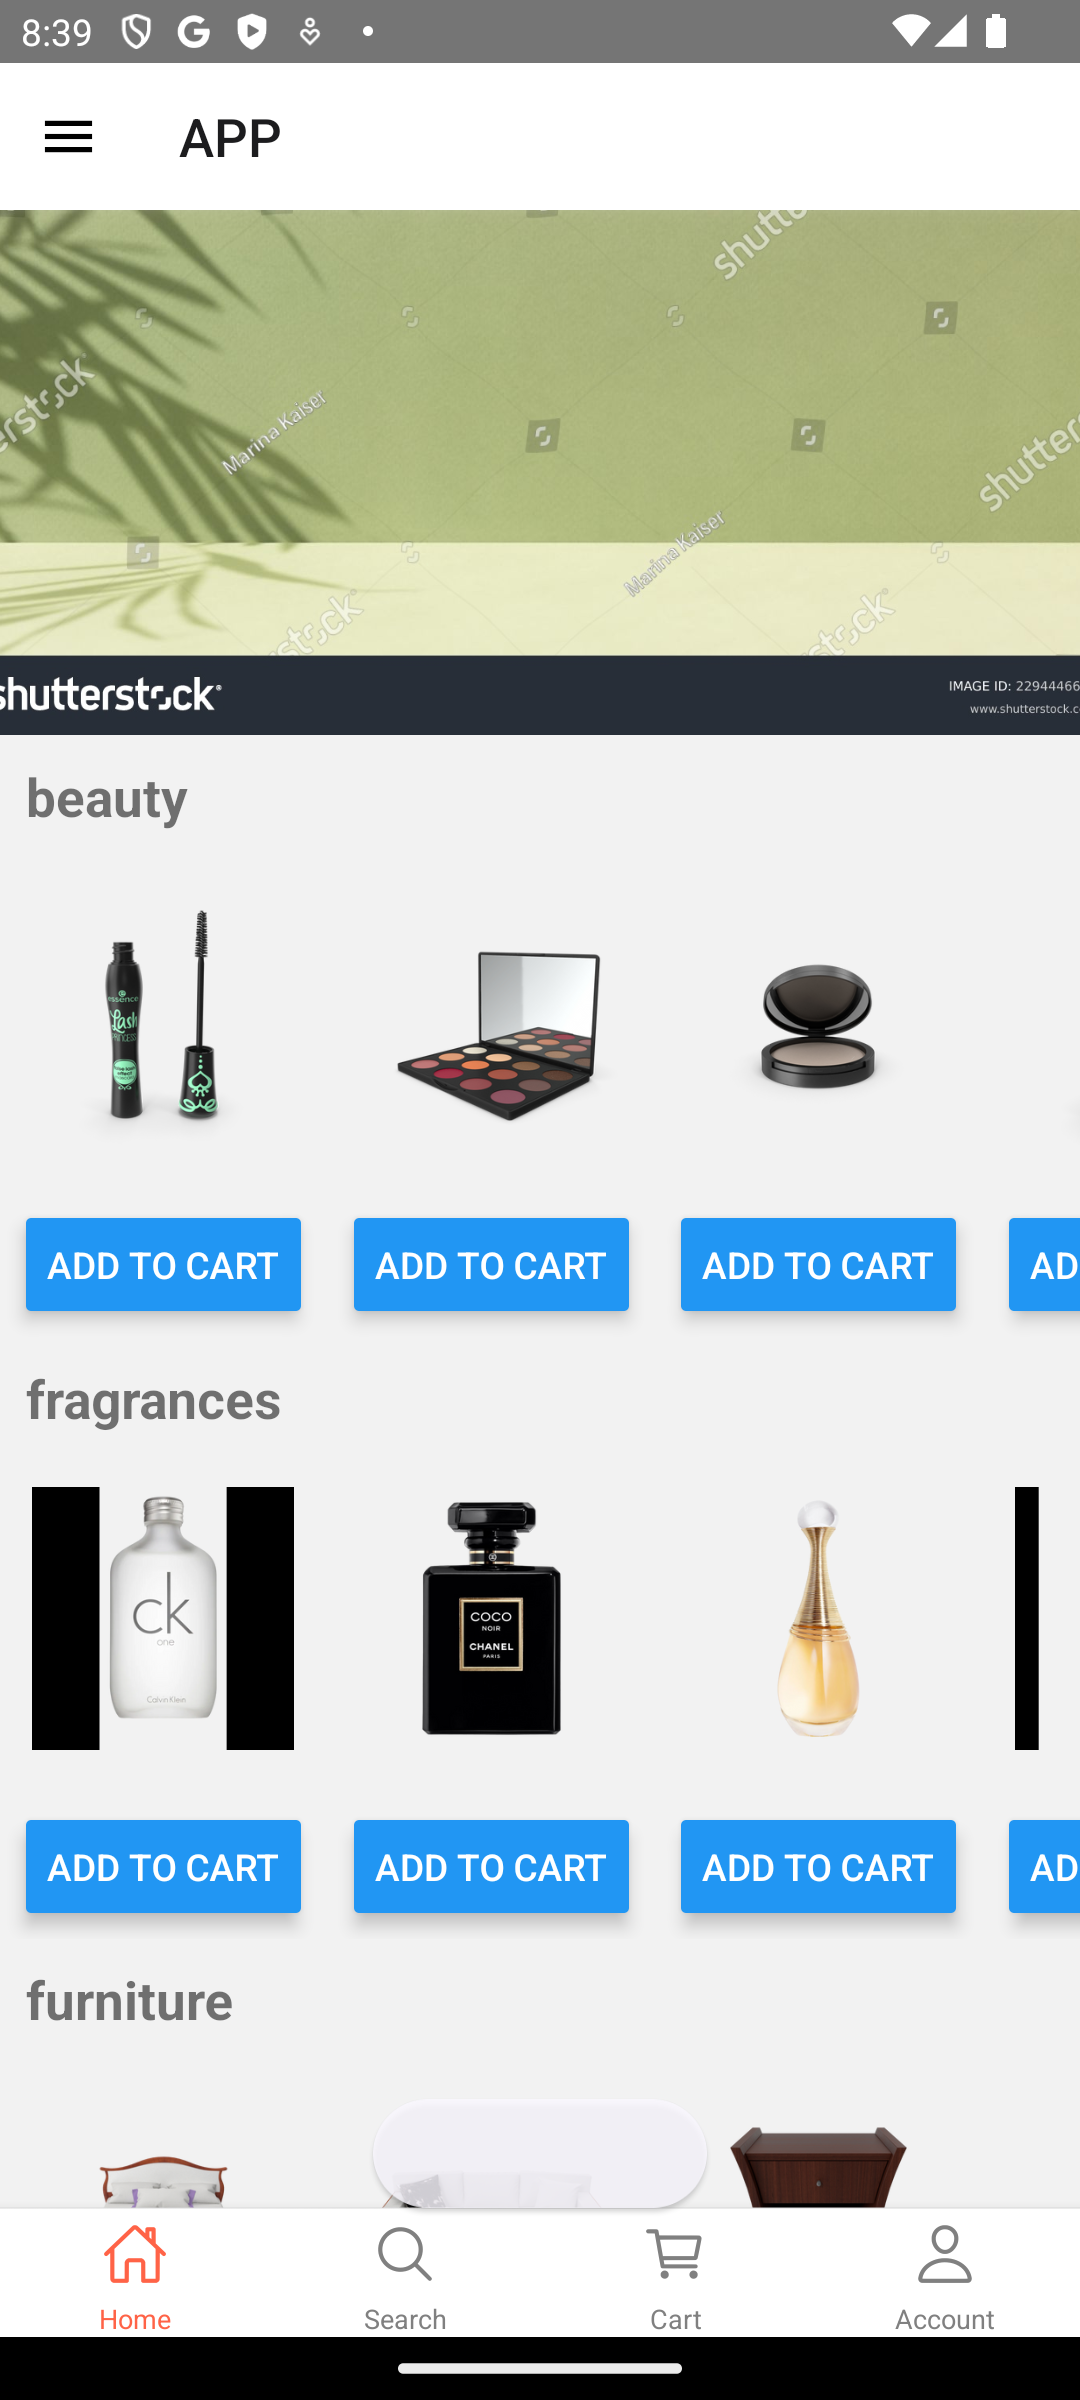 8:39
APP
shutterstock
Marina Kaiser
Marina Kaiser
shutterstock
IMAGE ID: 22944466
www.shutterstock.c
beauty
essence
Lash
PRINCESS
ADD TO CART
ADD TO CART
ADD TO CART
AD
fragrances
ck
one
Calvin Klein
COCO
NOIR
CHANEL
PARIS
ADD TO CART
ADD TO CART
ADD TO CART
AD
furniture
Home
Search
Cart
Account